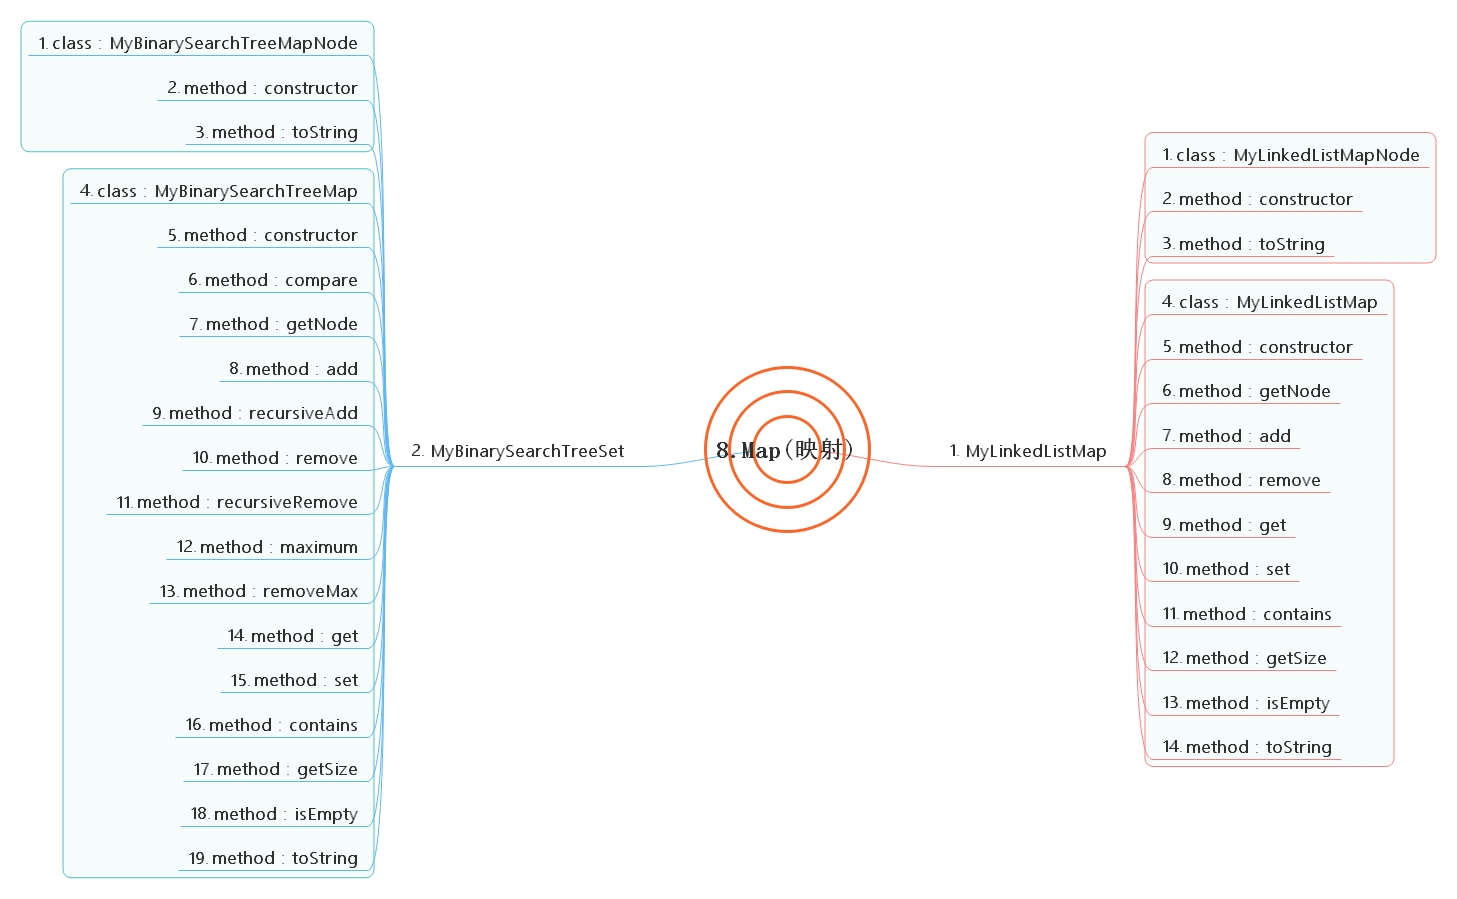 8.Map(映射)
1. MyLinkedListMap
1. class : MyLinkedListMapNode
2. method : constructor
3. method : toString
4. class : MyLinkedListMap
5. method : constructor
6. method : getNode
7. method : add
8. method : remove
9. method : get
10. method : set
11. method : contains
12. method : getSize
13. method : isEmpty
14. method : toString
2. MyBinarySearchTreeSet
1. class : MyBinarySearchTreeMapNode
2. method : constructor
3. method : toString
4. class : MyBinarySearchTreeMap
5. method : constructor
6. method : compare
7. method : getNode
8. method : add
9. method : recursiveAdd
10. method : remove
11. method : recursiveRemove
12. method : maximum
13. method : removeMax
14. method : get
15. method : set
16. method : contains
17. method : getSize
18. method : isEmpty
19. method : toString